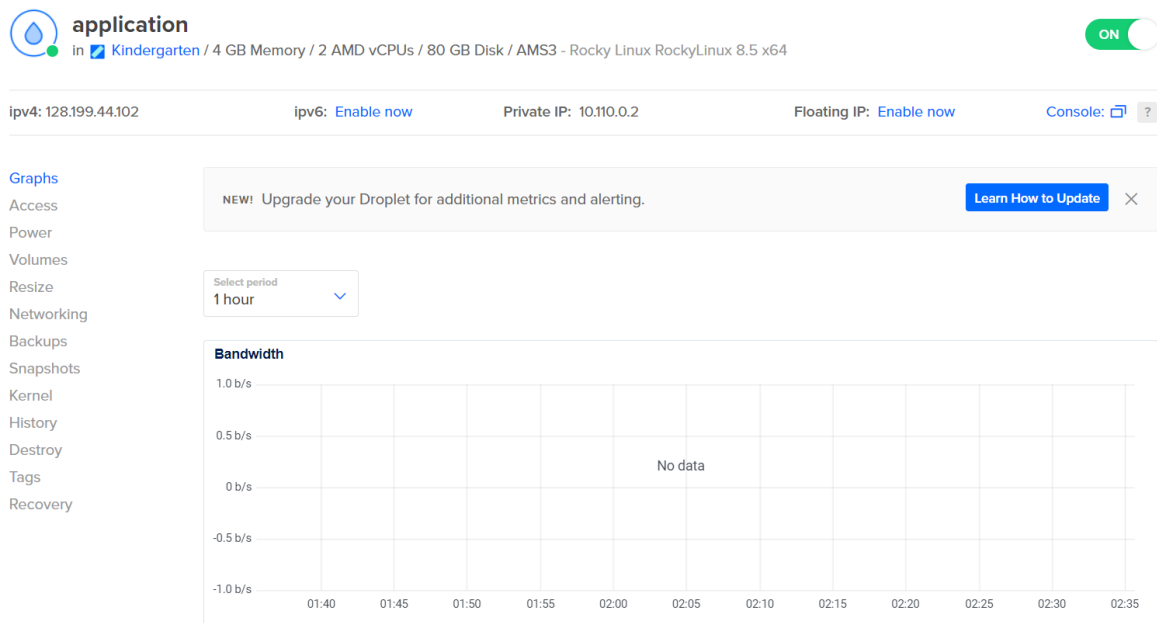 application
in Kindergarten / 4 GB Memory / 2 AMD vCPUs / 80 GB Disk / AMS3 - Rocky Linux RockyLinux 8.5 x64
ON
ipv4: 128.199.44.102 ipv6: Enable now Private IP: 10.110.0.2 Floating IP: Enable now Console: ?
Graphs
Access
Power
Volumes
Resize
Networking
Backups
Snapshots
Kernel
History
Destroy
Tags
Recovery
NEW! Upgrade your Droplet for additional metrics and alerting. Learn How to Update
Select period
1 hour
Bandwidth
1.0 b/s
0.5 b/s
No data
0 b/s
-0.5 b/s
-1.0 b/s
01:40 01:45 01:50 01:55 02:00 02:05 02:10 02:15 02:20 02:25 02:30 02:35